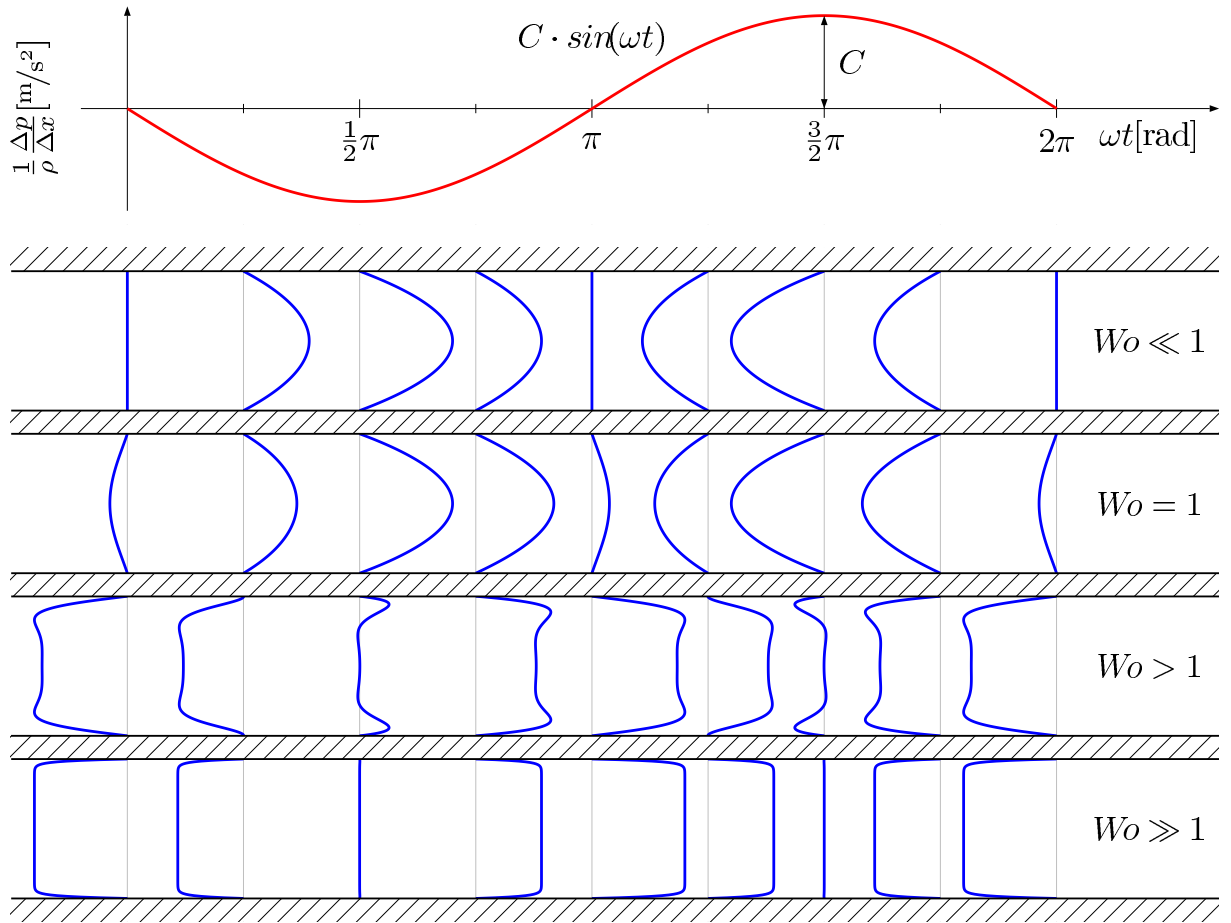 1/ρ Δp/Δx [m/s²]
C · sin(ωt)
C
1/2π
π
3/2π
2π
ωt[rad]
Wo ≪ 1
Wo = 1
Wo > 1
Wo ≫ 1